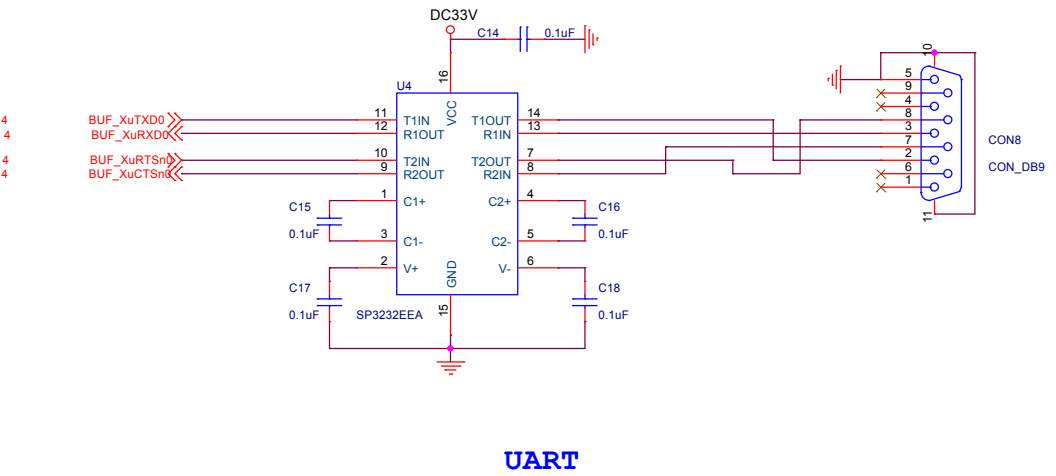 DC33V
C14
0.1uF
16
10
U4
VCC
5
9
4
8
3
7
2
6
1
4
BUF_XuTXD0
11
T1IN
T1OUT
14
4
BUF_XuRXD0
12
R1OUT
R1IN
13
CON8
4
BUF_XuRTSn0
10
T2IN
T2OUT
7
4
BUF_XuCTSn0
9
R2OUT
R2IN
8
CON_DB9
1
C1+
C2+
4
C15
C16
0.1uF
3
C1-
C2-
5
0.1uF
11
2
V+
GND
V-
6
C17
C18
0.1uF
SP3232EEA
15
0.1uF
UART